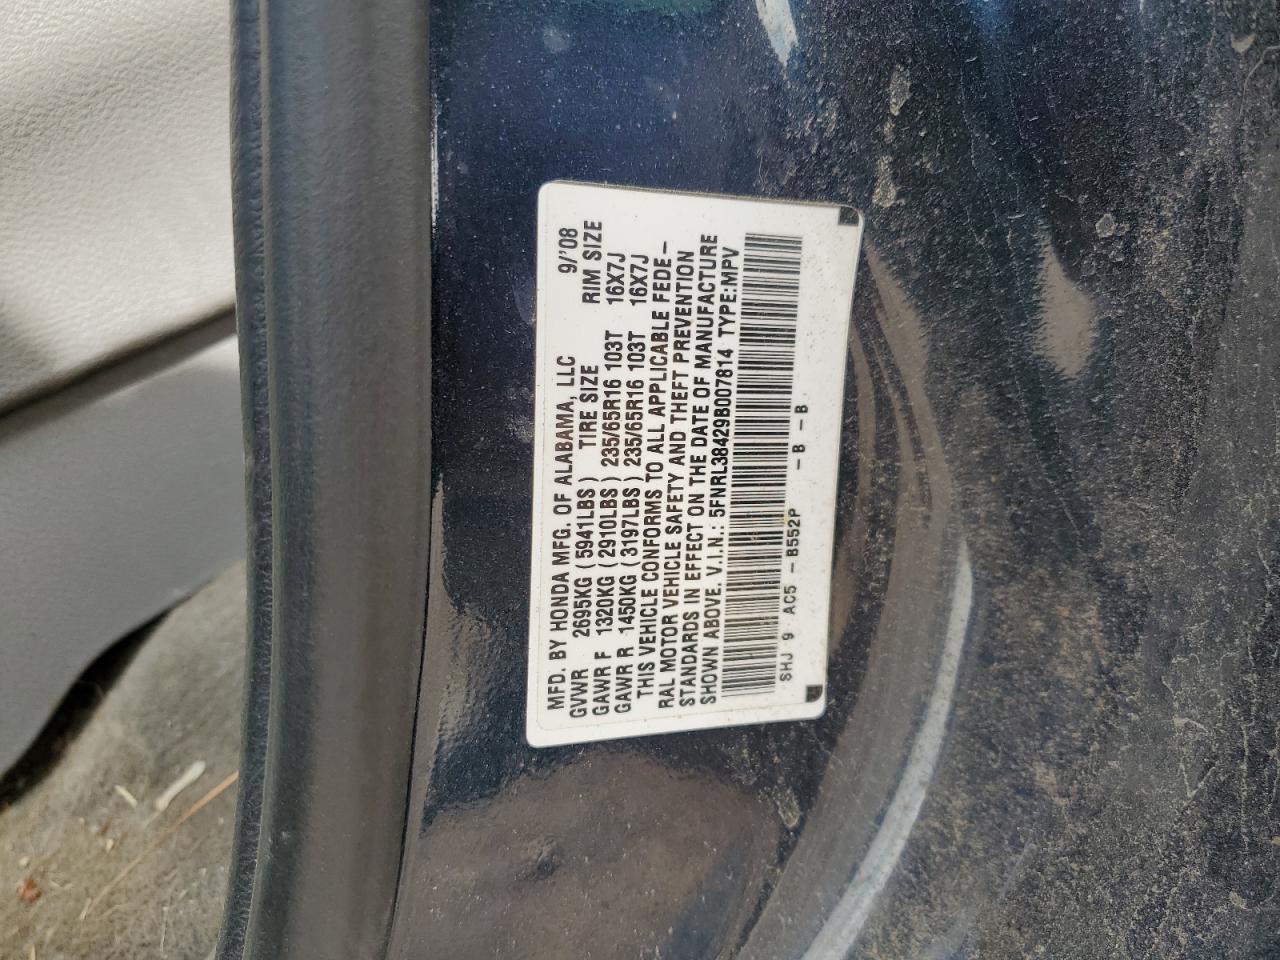 MFD. BY HONDA MFG. OF ALABAMA, LLC 9/'08
GVWR 2695KG (5941LBS) TIRE SIZE RIM SIZE
GAWR F 1320KG (2910LBS) 235/65R16 103T 16X7J
GAWR R 1450KG (3197LBS) 235/65R16 103T 16X7J
THIS VEHICLE CONFORMS TO ALL APPLICABLE FEDE-
RAL MOTOR VEHICLE SAFETY AND THEFT PREVENTION
STANDARDS IN EFFECT ON THE DATE OF MANUFACTURE
SHOWN ABOVE. V.I.N.: 5FNRL38429B007814 TYPE:MPV
SHJ 9 AC5 -B552P -B -B